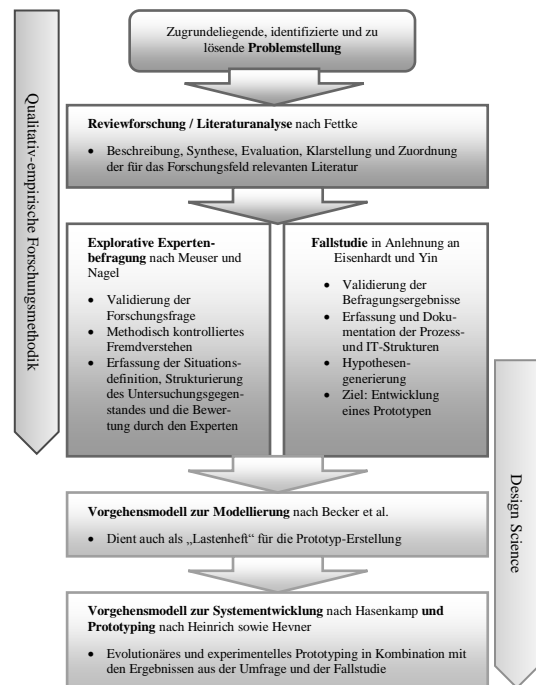 Zugrundeliegende, identifizierte und zu
lösende Problemstellung
Qualitativ-empirische Forschungsmethodik
Reviewforschung / Literaturanalyse nach Fettke
• Beschreibung, Synthese, Evaluation, Klarstellung und Zuordnung
der für das Forschungsfeld relevanten Literatur
Explorative Experten-
befragung nach Meuser und
Nagel
• Validierung der
Forschungsfrage
• Methodisch kontrolliertes
Fremdverstehen
• Erfassung der Situations-
definition, Strukturierung
des Untersuchungsgegen-
standes und die Bewer-
tung durch den Experten
Fallstudie in Anlehnung an
Eisenhardt und Yin
• Validierung der
Befragungsergebnisse
• Erfassung und Doku-
mentation der Prozess-
und IT-Strukturen
• Hypothesen-
generierung
• Ziel: Entwicklung
eines Prototypen
Design Science
Vorgehensmodell zur Modellierung nach Becker et al.
• Dient auch als „Lastenheft“ für die Prototyp-Erstellung
Vorgehensmodell zur Systementwicklung nach Hasenkamp und
Prototyping nach Heinrich sowie Hevner
• Evolutionäres und experimentelles Prototyping in Kombination mit
den Ergebnissen aus der Umfrage und der Fallstudie